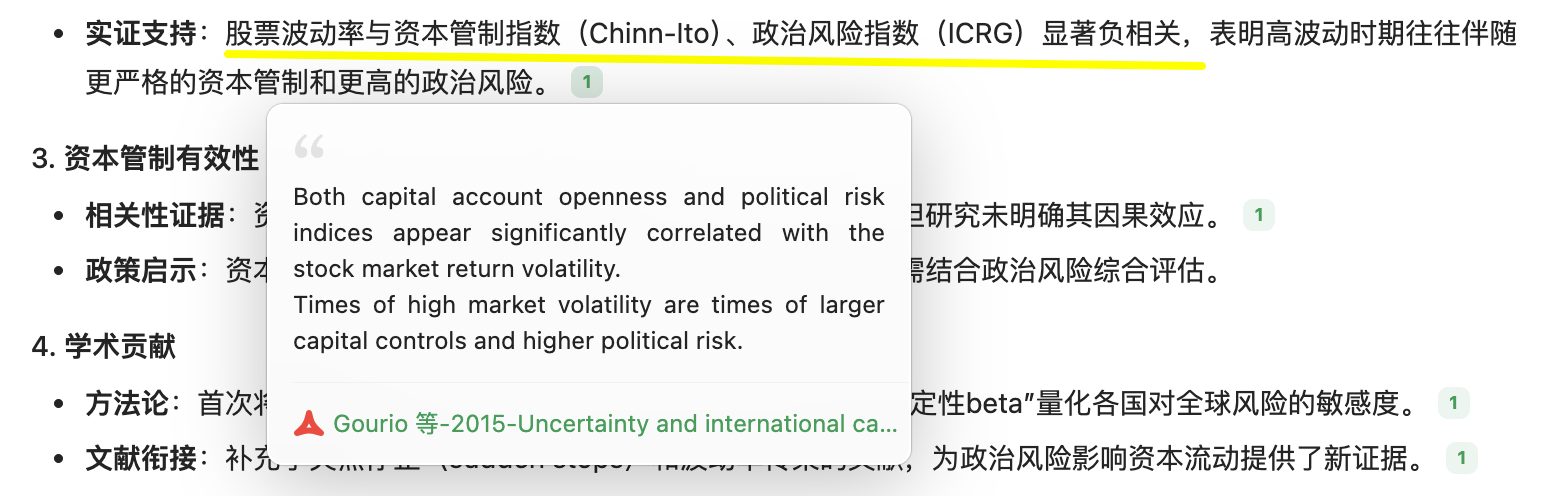 • 实证支持：股票波动率与资本管制指数（Chinn-Ito）、政治风险指数（ICRG）显著负相关，表明高波动时期往往伴随
更严格的资本管制和更高的政治风险。 1
“
Both capital account openness and political risk
indices appear significantly correlated with the
stock market return volatility.
Times of high market volatility are times of larger
capital controls and higher political risk.
Gourio 等-2015-Uncertainty and international ca...
3. 资本管制有效性
• 相关性证据： 研究未明确其因果效应。 1
• 政策启示：资本 需结合政治风险综合评估。
4. 学术贡献
• 方法论：首次将 定性beta”量化各国对全球风险的敏感度。 1
• 文献衔接：补充了 ，为政治风险影响资本流动提供了新证据。 1